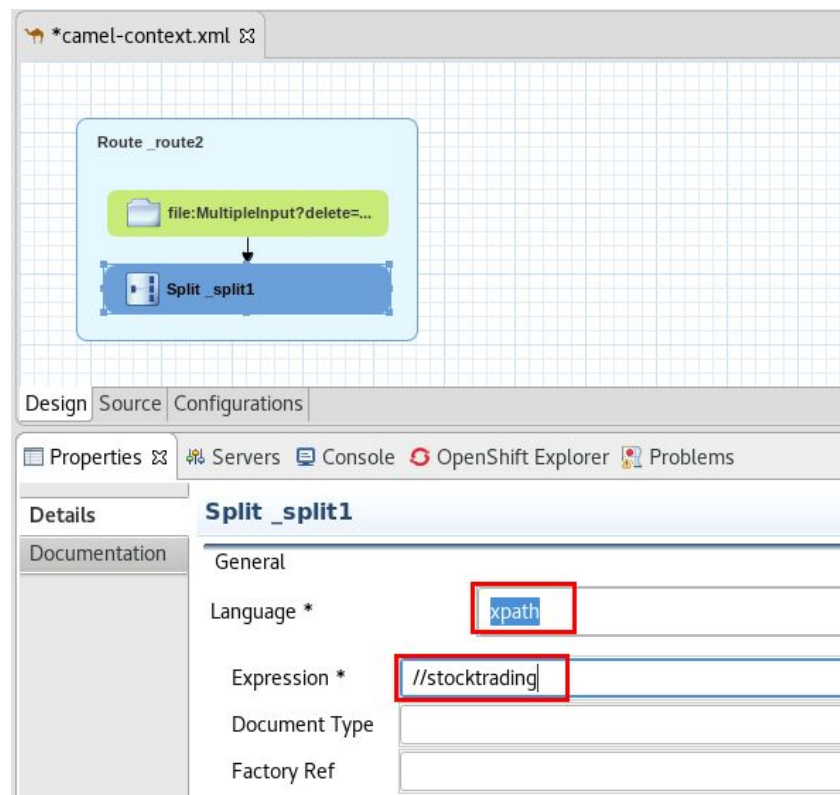 *camel-context.xml
Route _route2
file:MultipleInput?delete=...
Split _split1
Design Source Configurations
Properties Servers Console OpenShift Explorer Problems
Details
Split _split1
Documentation
General
Language * xpath
Expression * //stocktrading
Document Type
Factory Ref